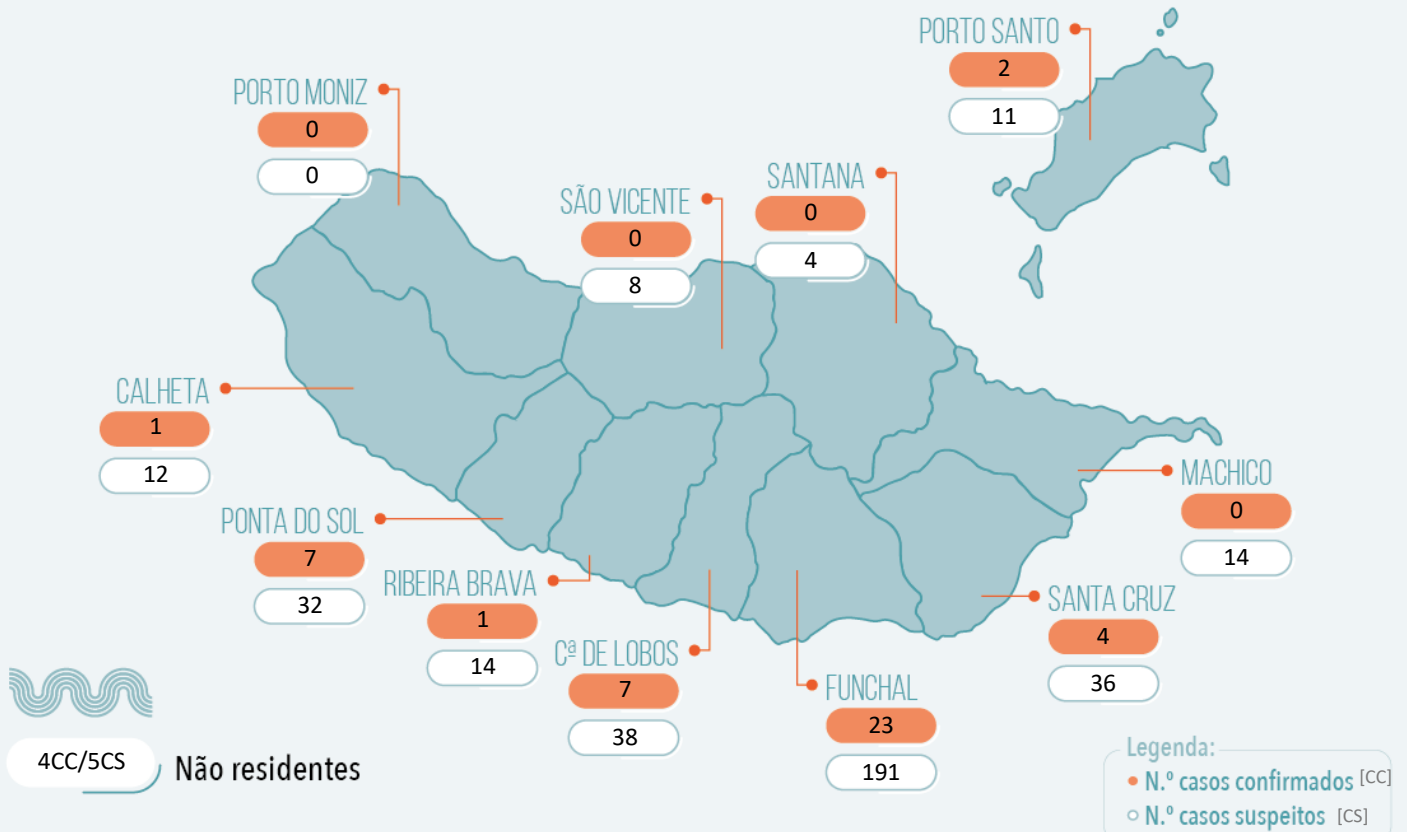 PORTO SANTO
2
11
PORTO MONIZ
0
0
SANTANA
0
4
SÃO VICENTE
0
8
CALHETA
1
12
MACHICO
0
14
PONTA DO SOL
7
32
RIBEIRA BRAVA
1
14
SANTA CRUZ
4
36
Cª DE LOBOS
7
38
FUNCHAL
23
191
4CC/5CS
Não residentes
Legenda:
N.º casos confirmados [CC]
N.º casos suspeitos [CS]